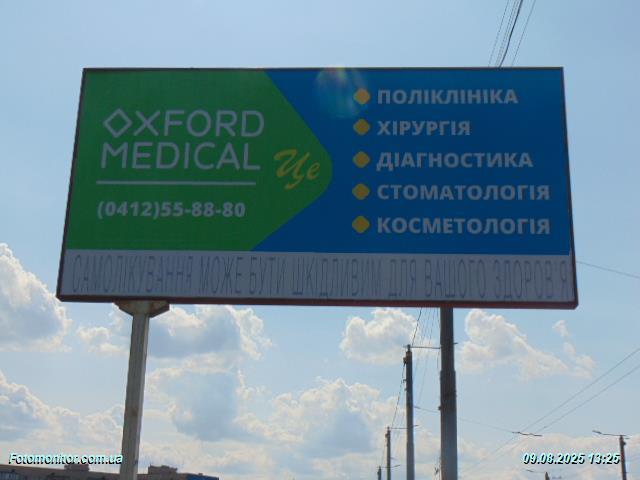 OXFORD
MEDICAL
Це
(0412)55-88-80
ПОЛІКЛІНІКА
ХІРУРГІЯ
ДІАГНОСТИКА
СТОМАТОЛОГІЯ
КОСМЕТОЛОГІЯ
САМОЛІКУВАННЯ МОЖЕ БУТИ ШКІДЛИВИМ ДЛЯ ВАШОГО ЗДОРОВ'Я
Fotomonitor.com.ua
09.08.2025 13:25